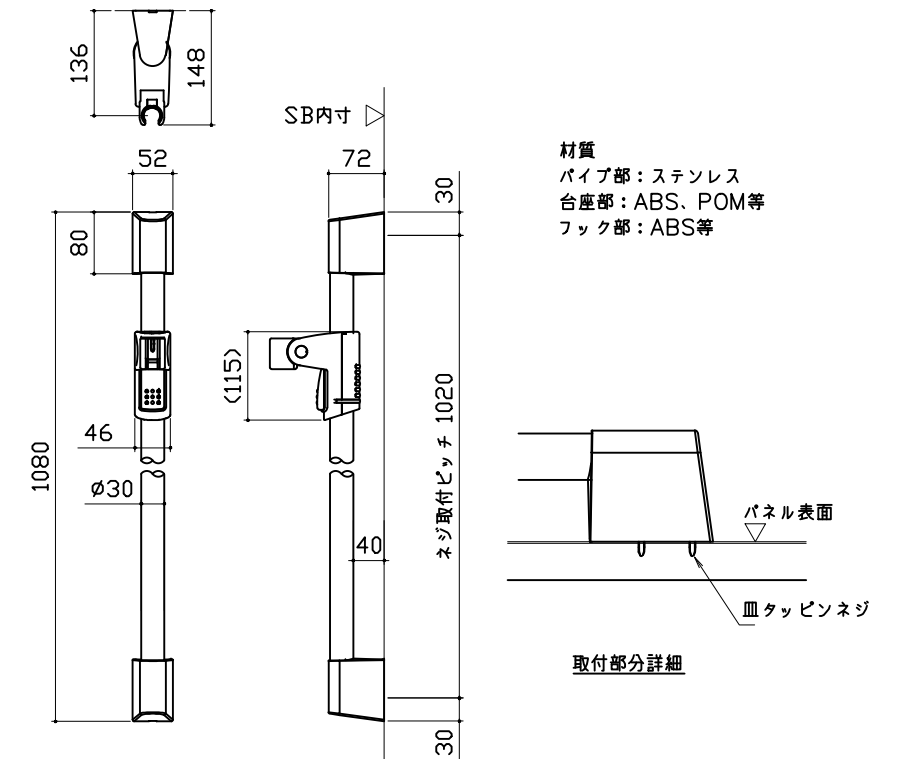 136
148
SB内寸
52
72
30
80
材質
パイプ部：ステンレス
台座部：ABS、POM等
フック部：ABS等
(115)
46
1080
ø30
ネジ取付ピッチ 1020
40
30
パネル表面
皿タッピンネジ
取付部分詳細